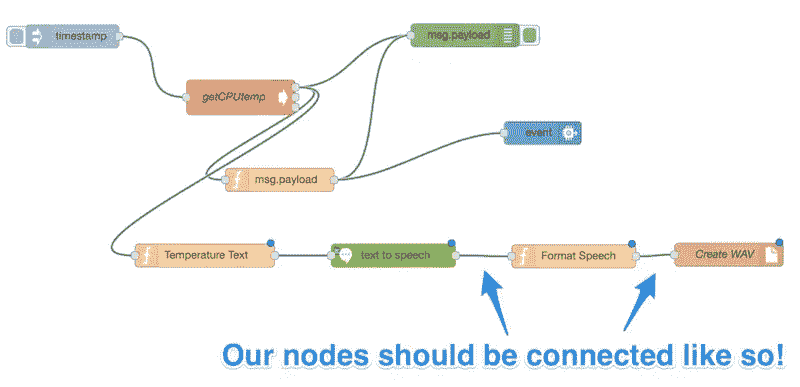 timestamp
msg.payload
getCPUtemp
event
f msg.payload
f Temperature Text
text to speech
f Format Speech
Create WAV
Our nodes should be connected like so!